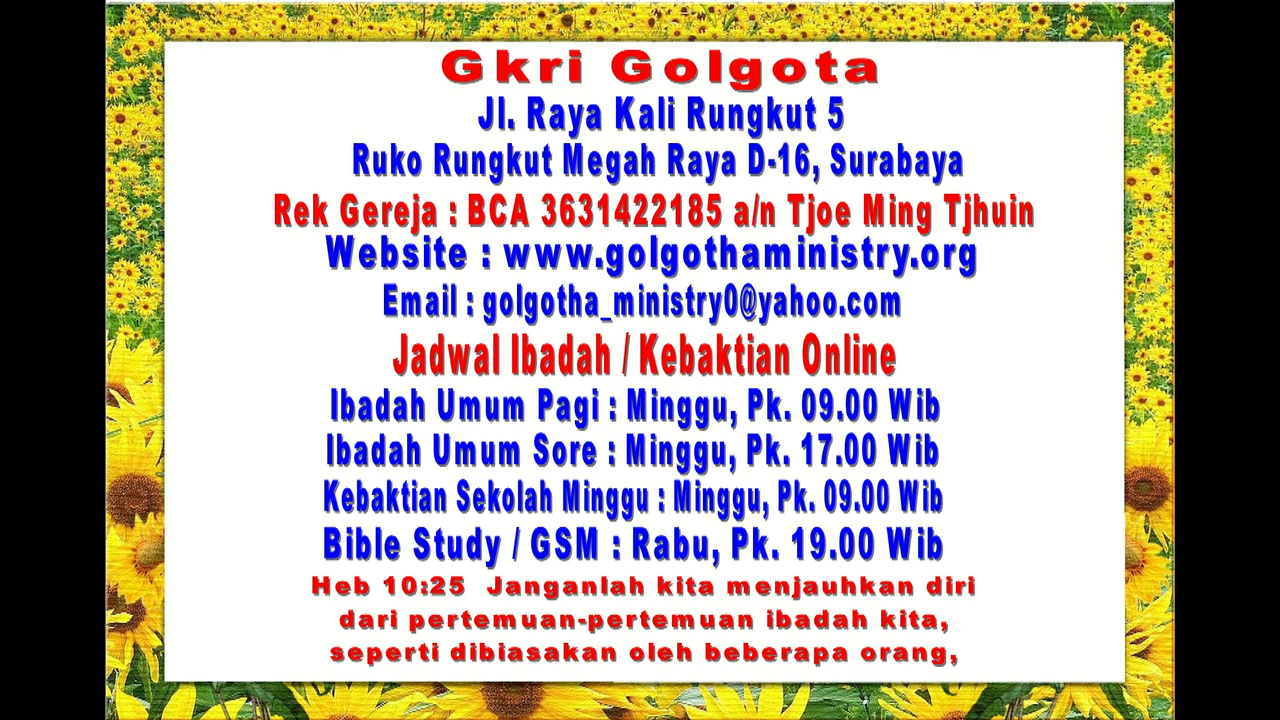 Gkri Golgota
Jl. Raya Kali Rungkut 5
Ruko Rungkut Megah Raya D-16, Surabaya
Rek Gereja : BCA 3631422185 a/n Tjoe Ming Tjhuin
Website : www.golgothaministry.org
Email : golgotha_ministry0@yahoo.com
Jadwal Ibadah / Kebaktian Online
Ibadah Umum Pagi : Minggu, Pk. 09.00 Wib
Ibadah Umum Sore : Minggu, Pk. 17.00 Wib
Kebaktian Sekolah Minggu : Minggu, Pk. 09.00 Wib
Bible Study / GSM : Rabu, Pk. 19.00 Wib
Heb 10:25 Janganlah kita menjauhkan diri
dari pertemuan-pertemuan ibadah kita,
seperti dibiasakan oleh beberapa orang,